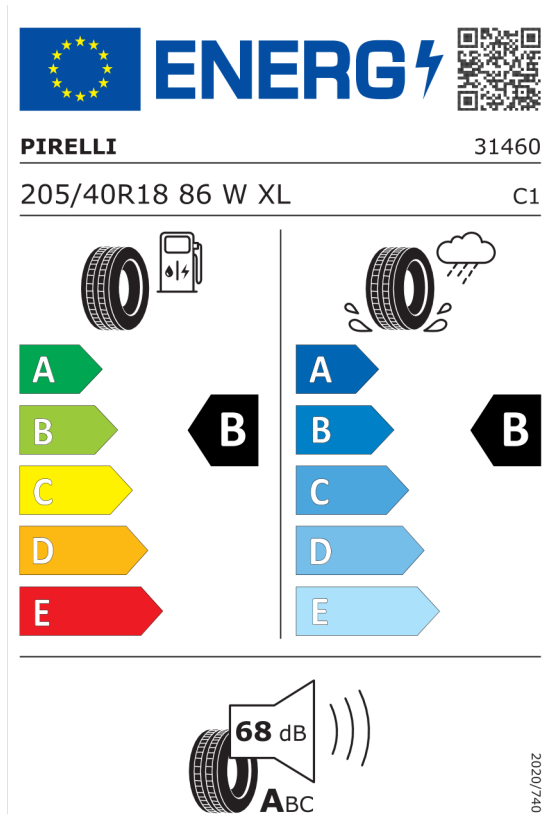 ENERG
PIRELLI 31460
205/40R18 86 W XL C1
A A
B B B B
C C
D D
E E
68 dB
ABC
2020/740